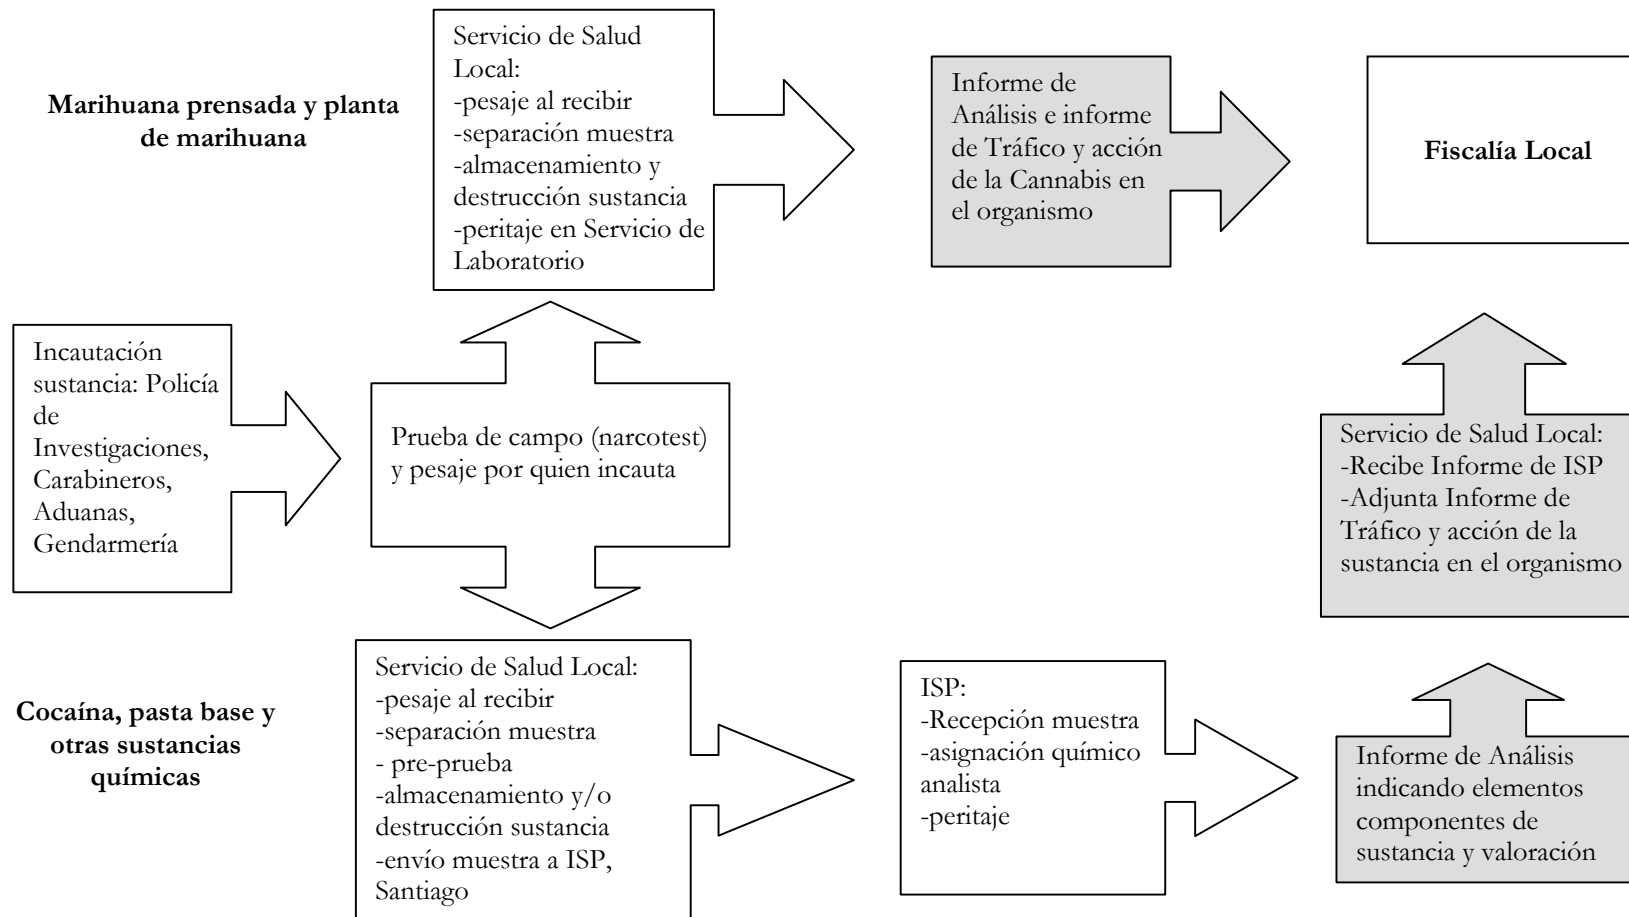 Marihuana prensada y planta
de marihuana
Servicio de Salud
Local:
-pesaje al recibir
-separación muestra
-almacenamiento y
destrucción sustancia
-peritaje en Servicio de
Laboratorio
Informe de
Análisis e informe
de Tráfico y acción
de la Cannabis en
el organismo
Fiscalía Local
Incautación
sustancia: Policía
de
Investigaciones,
Carabineros,
Aduanas,
Gendarmería
Prueba de campo (narcotest)
y pesaje por quien incauta
Servicio de Salud Local:
-Recibe Informe de ISP
-Adjunta Informe de
Tráfico y acción de la
sustancia en el organismo
Cocaína, pasta base y
otras sustancias
químicas
Servicio de Salud Local:
-pesaje al recibir
-separación muestra
- pre-prueba
-almacenamiento y/o
destrucción sustancia
-envío muestra a ISP,
Santiago
ISP:
-Recepción muestra
-asignación químico
analista
-peritaje
Informe de Análisis
indicando elementos
componentes de
sustancia y valoración